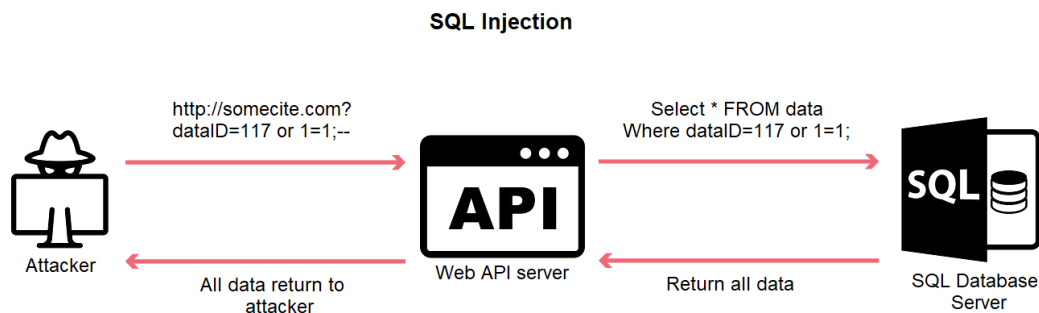 SQL Injection
http://somecite.com?
dataID=117 or 1=1;--
Select * FROM data
Where dataID=117 or 1=1;
API
SQL
Attacker
Web API server
SQL Database
Server
All data return to
attacker
Return all data